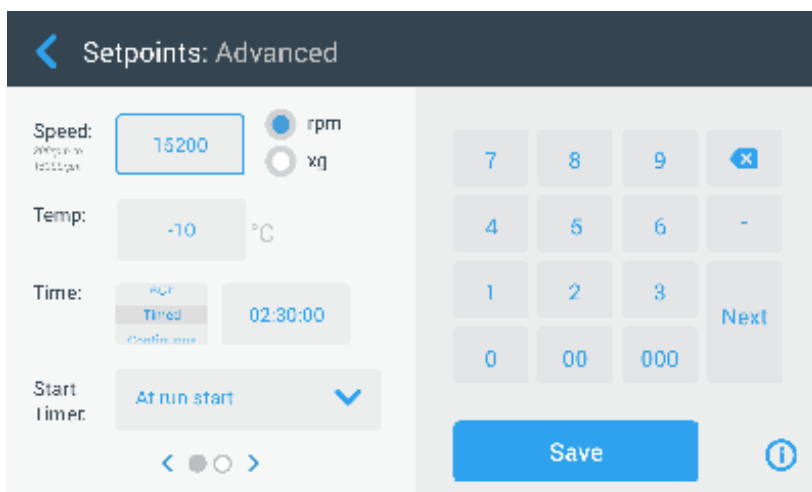 Setpoints: Advanced
Speed:
15200
rpm
xg
Temp:
-10
°C
Time:
Timed
Continuous
02:30:00
Start
Timer:
At run start
7 8 9
4 5 6 -
1 2 3
Next
0 00 000
Save